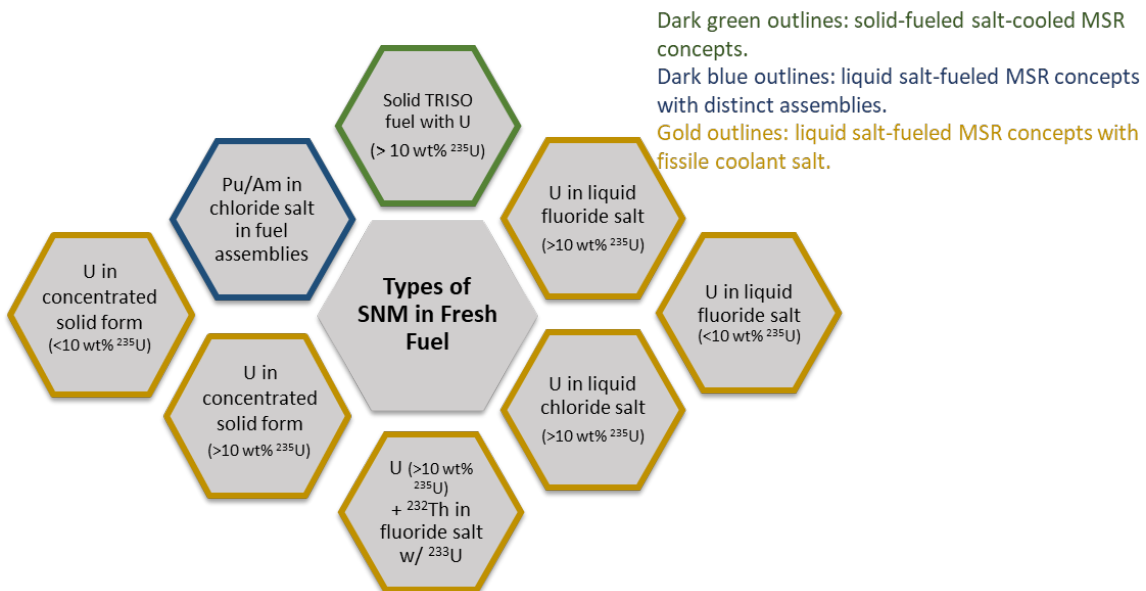 Dark green outlines: solid-fueled salt-cooled MSR
concepts.
Dark blue outlines: liquid salt-fueled MSR concepts
with distinct assemblies.
Gold outlines: liquid salt-fueled MSR concepts with
fissile coolant salt.
Solid TRISO
fuel with U
(> 10 wt% ²³⁵U)
Pu/Am in
chloride salt
in fuel
assemblies
U in liquid
fluoride salt
(>10 wt% ²³⁵U)
U in
concentrated
solid form
(<10 wt% ²³⁵U)
Types of
SNM in Fresh
Fuel
U in liquid
fluoride salt
(<10 wt% ²³⁵U)
U in
concentrated
solid form
(>10 wt% ²³⁵U)
U in liquid
chloride salt
(>10 wt% ²³⁵U)
U (>10 wt%
²³⁵U)
+ ²³²Th in
fluoride salt
w/ ²³³U